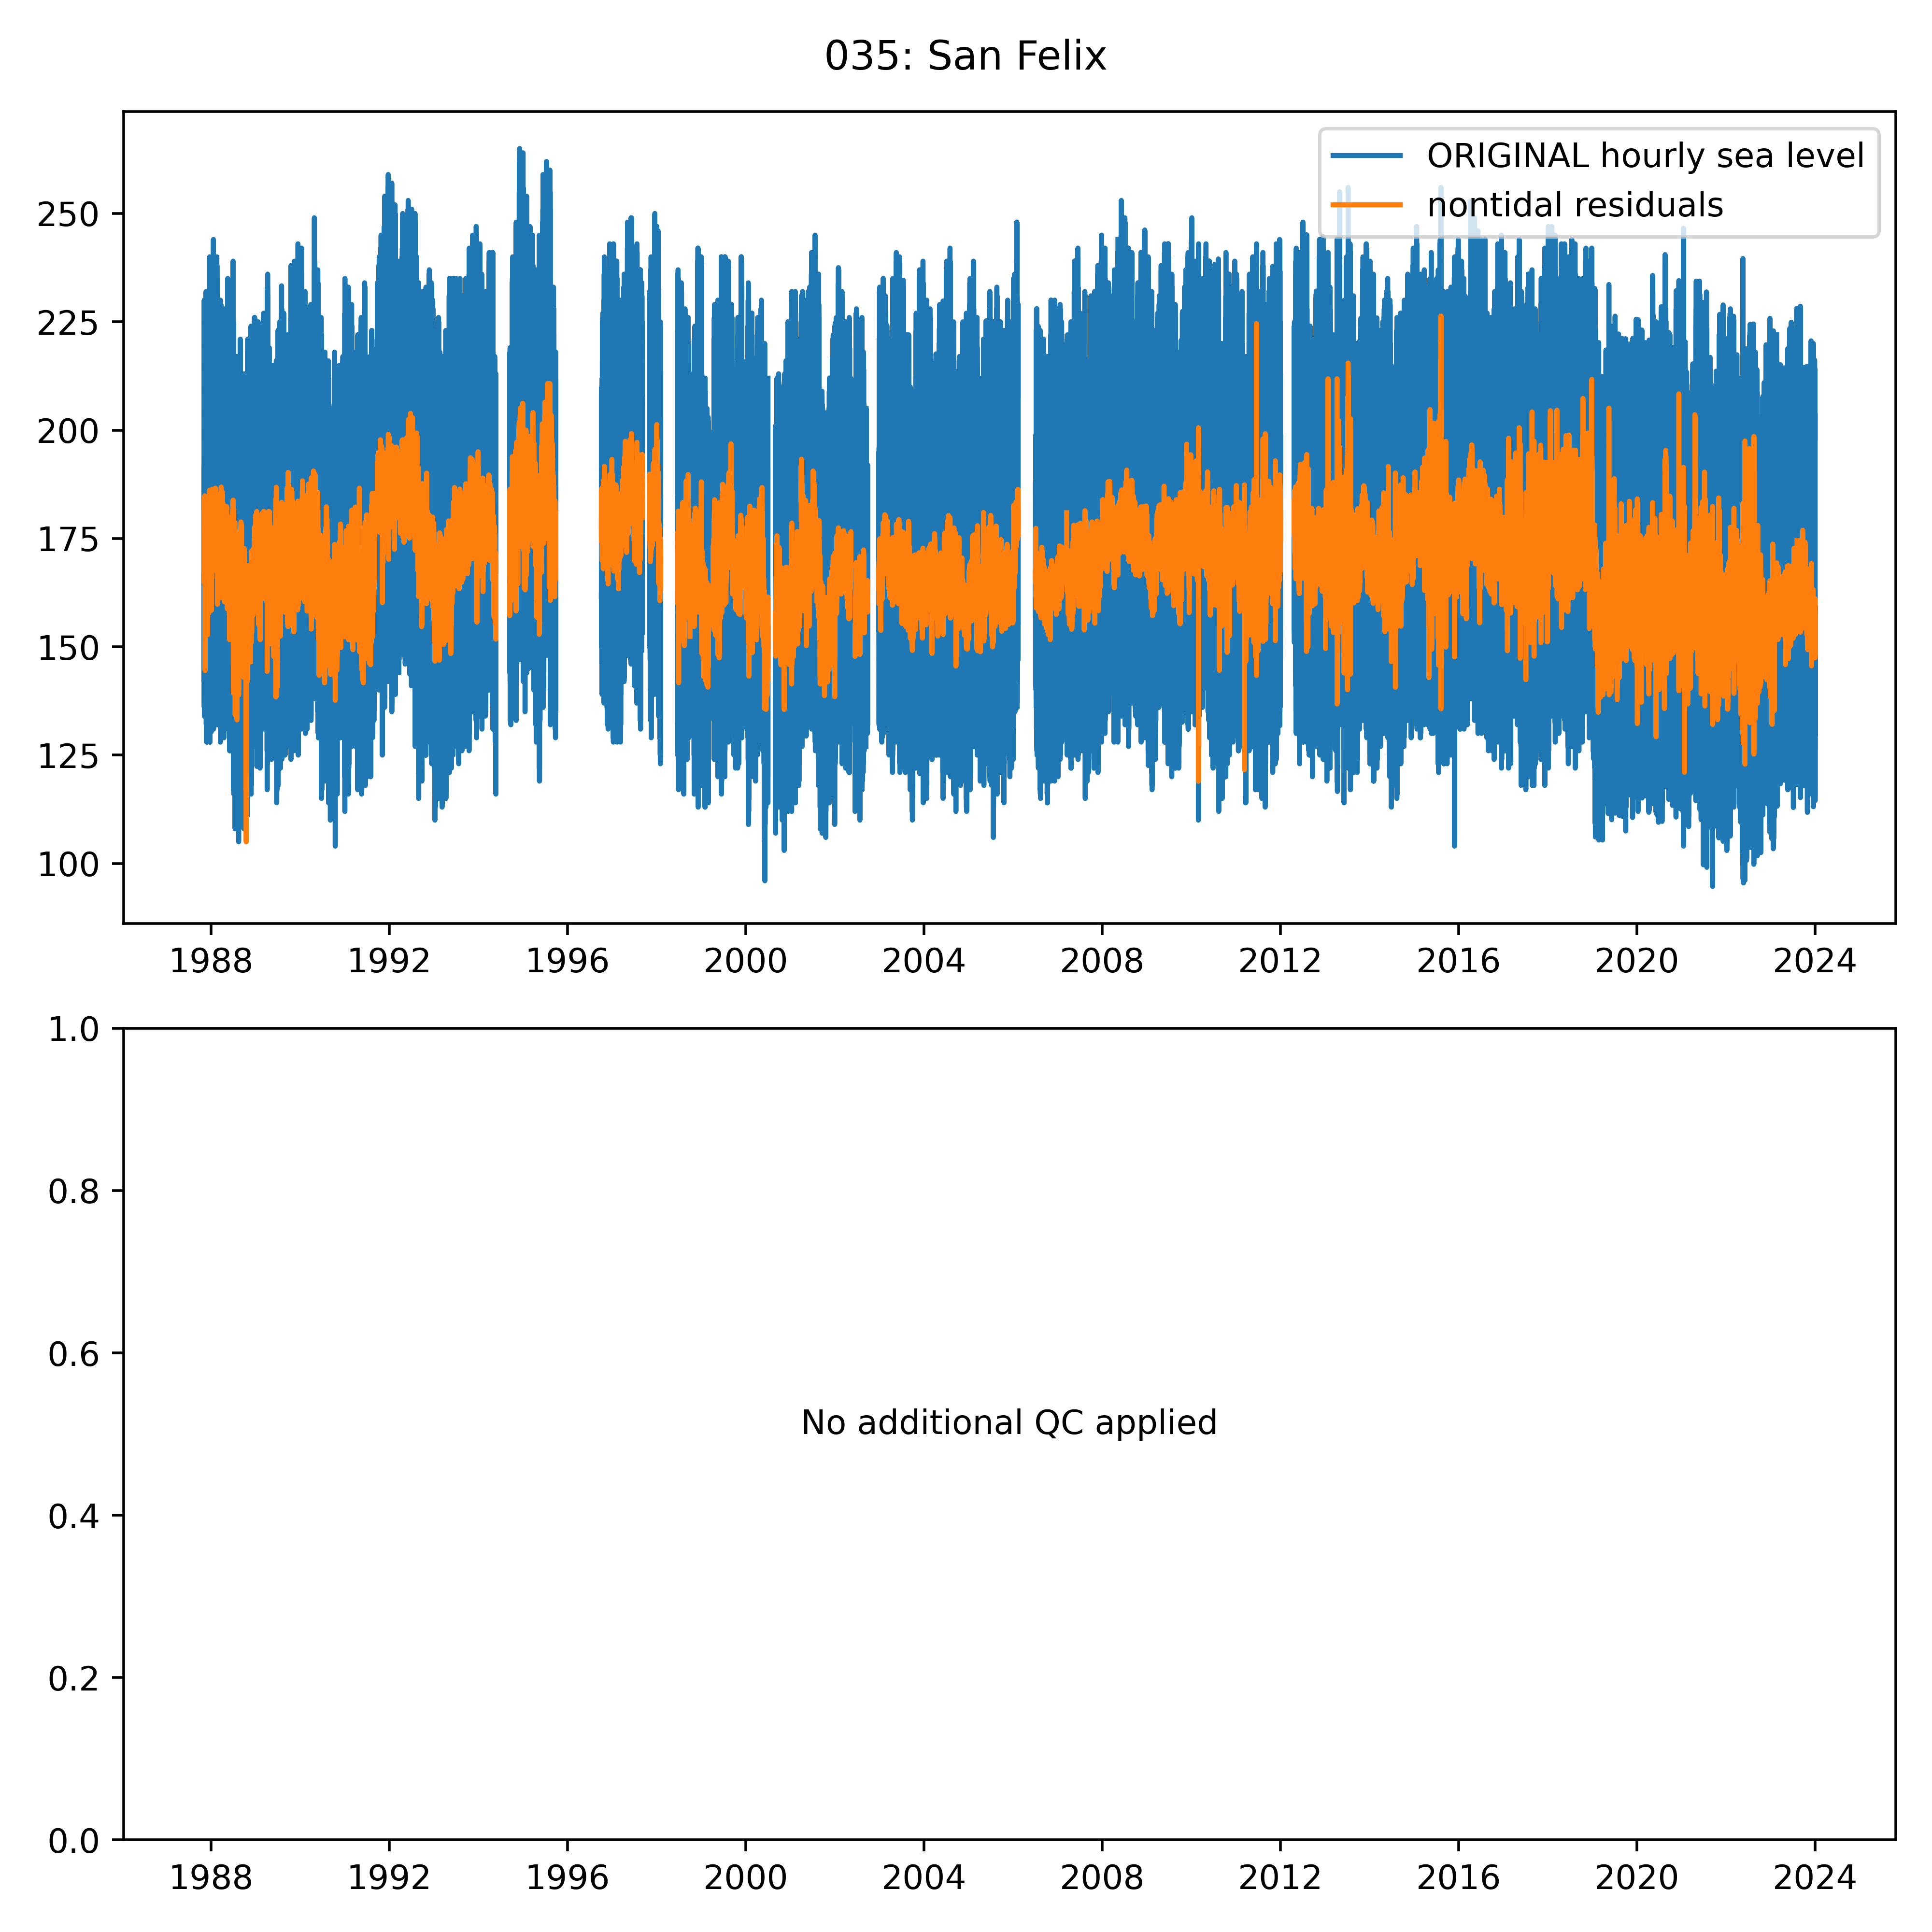 035: San Felix
ORIGINAL hourly sea level
nontidal residuals
250
225
200
175
150
125
100
1988 1992 1996 2000 2004 2008 2012 2016 2020 2024
1.0
0.8
0.6
No additional QC applied
0.4
0.2
0.0
1988 1992 1996 2000 2004 2008 2012 2016 2020 2024